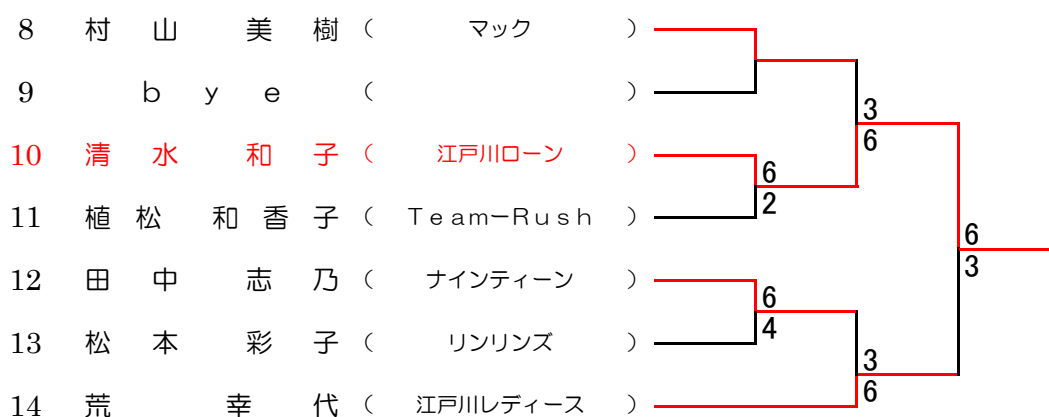 8 村山 美樹 ( マック )
9 bye ( )
3
10 清水 和子 ( 江戸川ローン ) 6
6
11 植松 和香子 ( Team−Rush ) 2
6
12 田中 志乃 ( ナインティーン ) 3
6
13 松本 彩子 ( リンリンズ ) 4
3
14 荒 幸代 ( 江戸川レディース ) 6